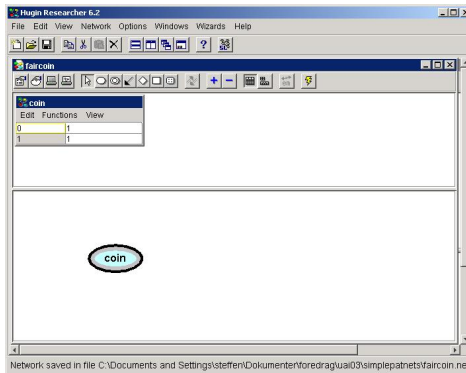 Hugin Researcher 6.2
File Edit View Network Options Windows Wizards Help
faircoin
coin
Edit Functions View
0 1
1 1
coin
Network saved in file C:\Documents and Settings\steffen\Dokumenter\foredrag\uai03\simplepatnets\faircoin.ne